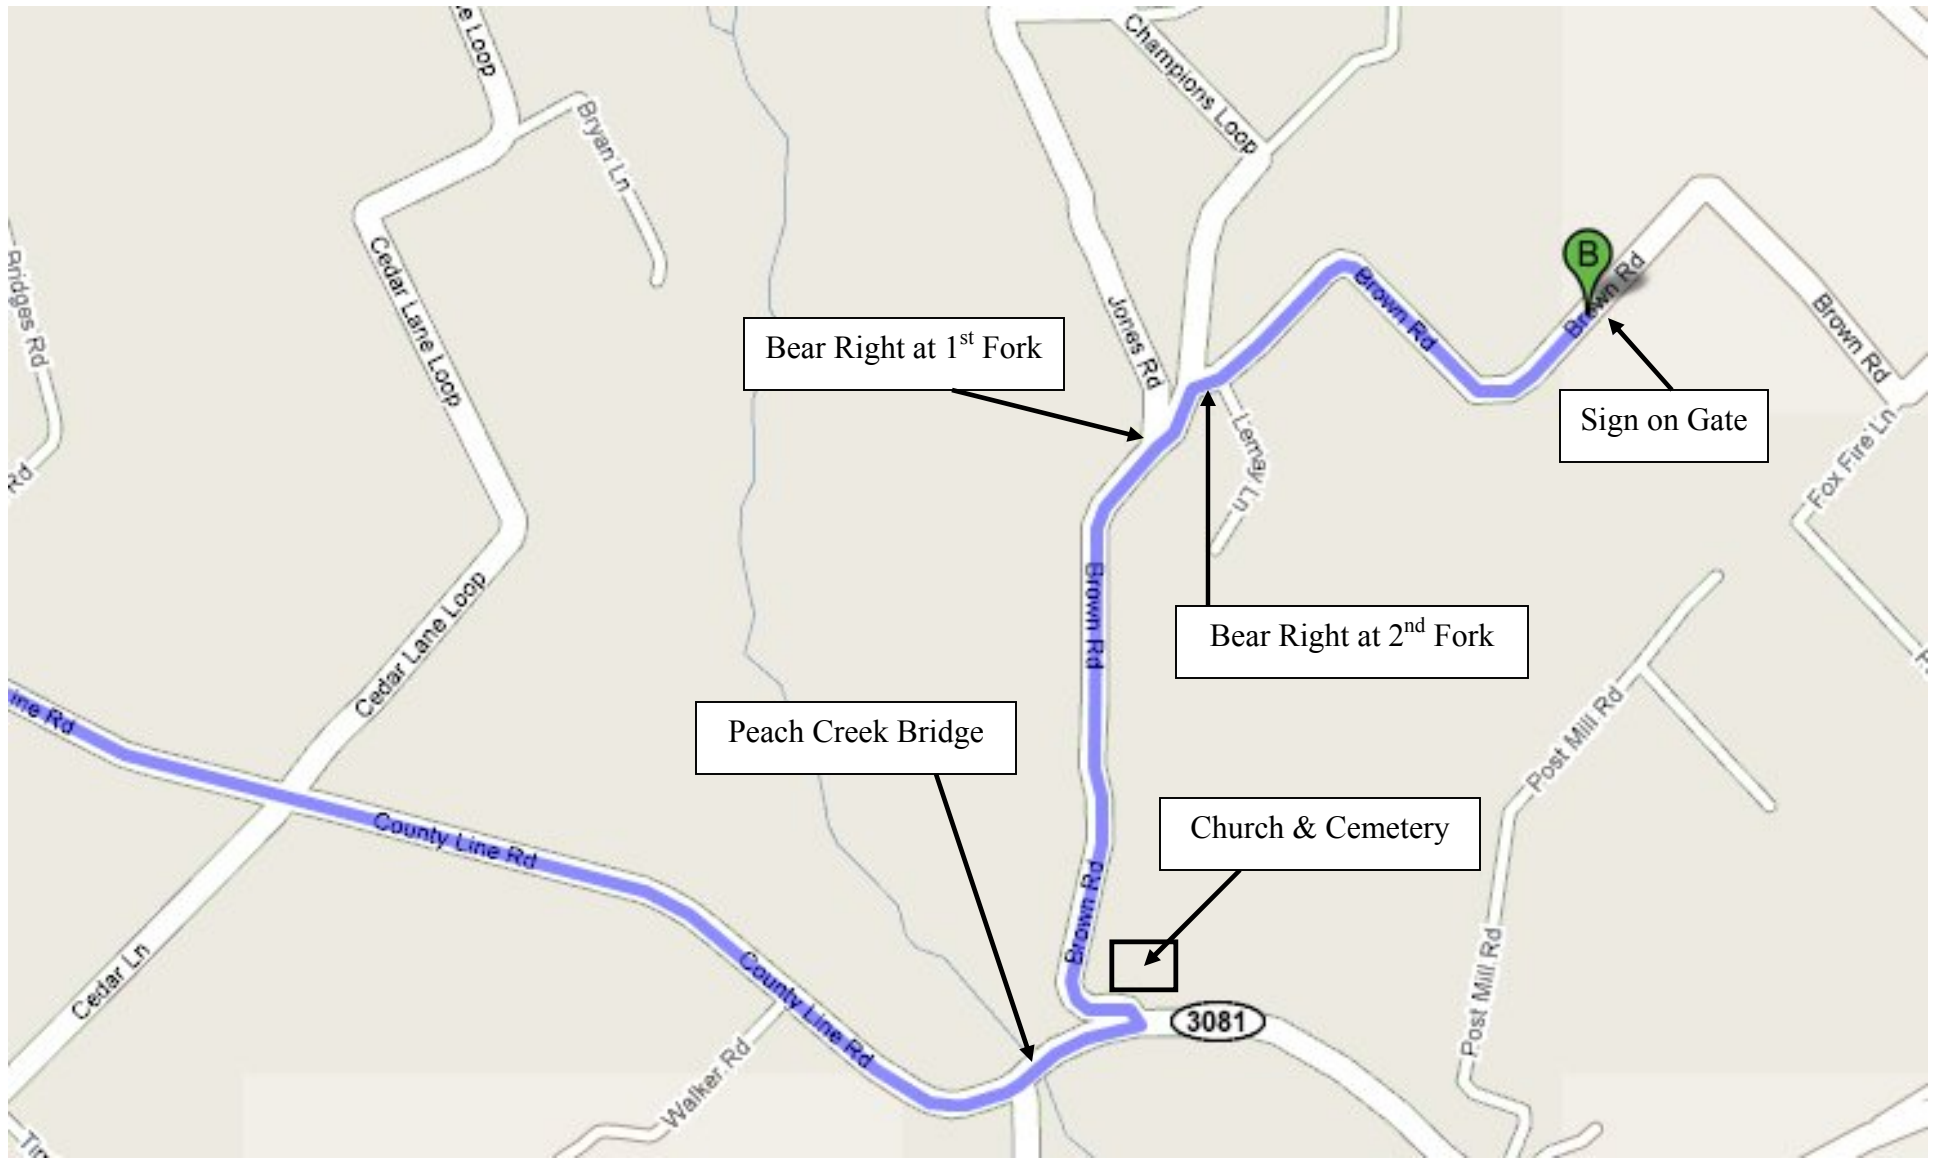 e Loop
Champions Loop
Bryan Ln
Bridges Rd
Cedar Lane Loop
B
Brown Rd
Jones Rd
Bear Right at 1st Fork
Brown Rd
Brown Rd
Sign on Gate
Lemay Ln
Fox Fire Ln
Rd
Cedar Lane Loop
Brown Rd
Bear Right at 2nd Fork
ine Rd
Post Mill Rd
Peach Creek Bridge
Church & Cemetery
County Line Rd
Brown Rd
Cedar Ln
County Line Rd
Post Mill Rd
3081
Walker Rd